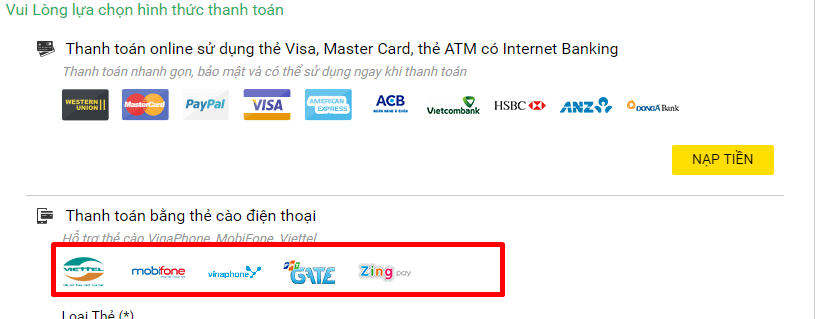 Vui Lòng lựa chọn hình thức thanh toán
Thanh toán online sử dụng thẻ Visa, Master Card, thẻ ATM có Internet Banking
Thanh toán nhanh gọn, bảo mật và có thể sử dụng ngay khi thanh toán
WESTERN UNION MasterCard PayPal VISA AMERICAN EXPRESS ACB Vietcombank HSBC ANZ DONGA Bank
NGÂN HÀNG Á CHÂU
NẠP TIỀN
Thanh toán bằng thẻ cào điện thoại
Hỗ trợ thẻ cào VinaPhone, MobiFone, Viettel
VIETTEL mobifone vinaphone FPT GATE Zing pay
Loại Thẻ (*)